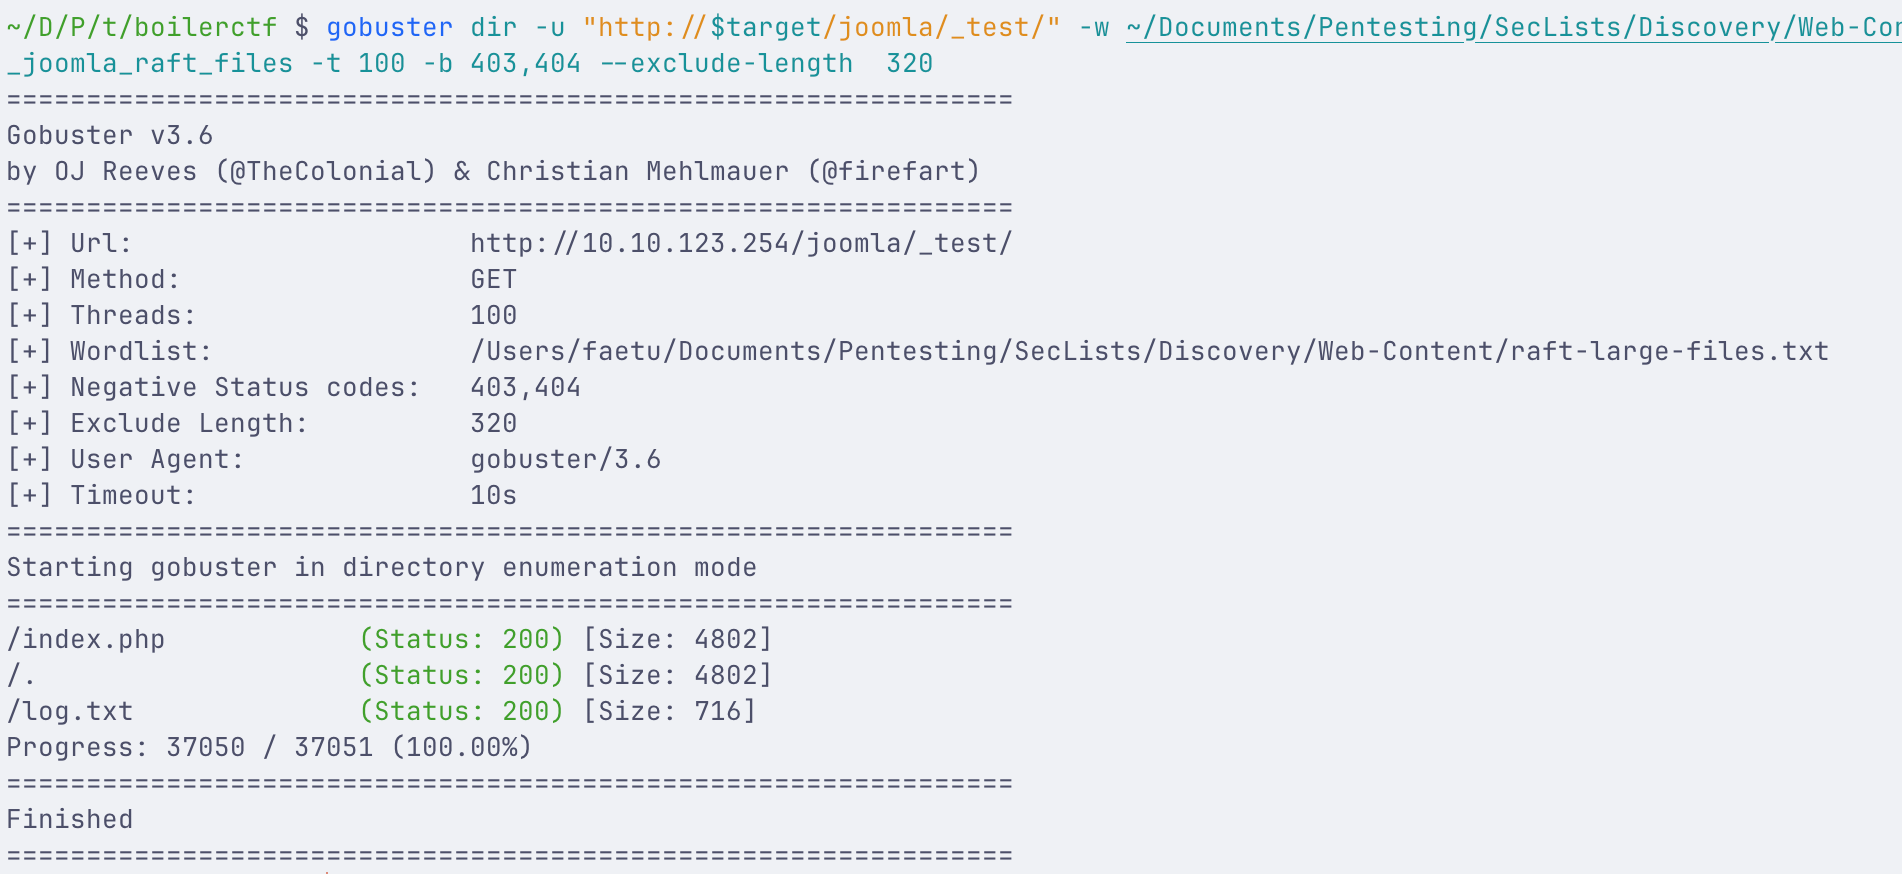 ~/D/P/t/boilerctf $ gobuster dir -u "http://$target/joomla/_test/" -w ~/Documents/Pentesting/SecLists/Discovery/Web-Con
_joomla_raft_files -t 100 -b 403,404 --exclude-length  320
===============================================================
Gobuster v3.6
by OJ Reeves (@TheColonial) & Christian Mehlmauer (@firefart)
===============================================================
[+] Url:                     http://10.10.123.254/joomla/_test/
[+] Method:                  GET
[+] Threads:                 100
[+] Wordlist:                /Users/faetu/Documents/Pentesting/SecLists/Discovery/Web-Content/raft-large-files.txt
[+] Negative Status codes:   403,404
[+] Exclude Length:          320
[+] User Agent:              gobuster/3.6
[+] Timeout:                 10s
===============================================================
Starting gobuster in directory enumeration mode
===============================================================
/index.php            (Status: 200) [Size: 4802]
/.                    (Status: 200) [Size: 4802]
/log.txt              (Status: 200) [Size: 716]
Progress: 37050 / 37051 (100.00%)
===============================================================
Finished
===============================================================